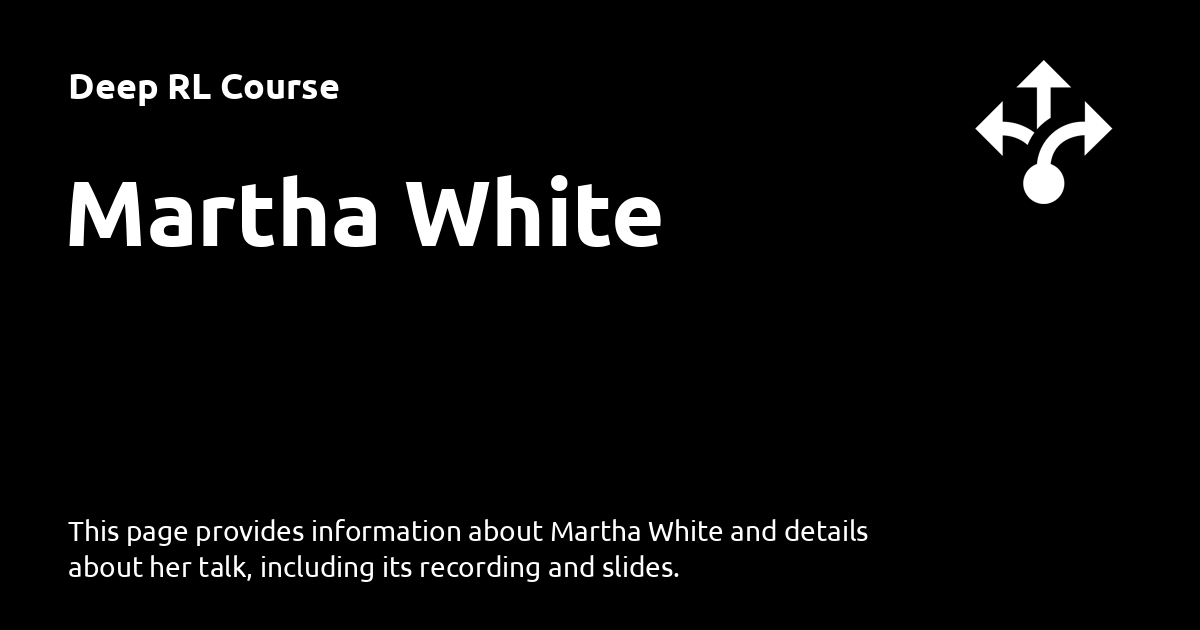 Deep RL Course
Martha White
This page provides information about Martha White and details
about her talk, including its recording and slides.